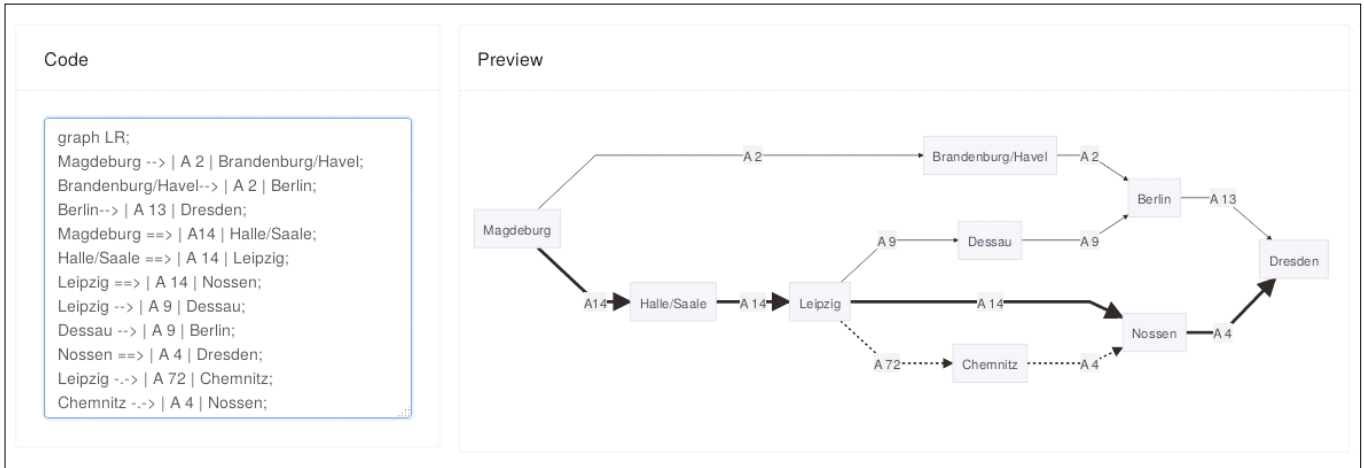 Code
graph LR;
Magdeburg --> | A 2 | Brandenburg/Havel;
Brandenburg/Havel--> | A 2 | Berlin;
Berlin--> | A 13 | Dresden;
Magdeburg ==> | A14 | Halle/Saale;
Halle/Saale ==> | A 14 | Leipzig;
Leipzig ==> | A 14 | Nossen;
Leipzig --> | A 9 | Dessau;
Dessau --> | A 9 | Berlin;
Nossen ==> | A 4 | Dresden;
Leipzig -.-> | A 72 | Chemnitz;
Chemnitz -.-> | A 4 | Nossen;
Preview
A 2
Brandenburg/Havel
A 2
Berlin
A 13
Magdeburg
A 9
Dessau
A 9
Dresden
A14
Halle/Saale
A 14
Leipzig
A 14
Nossen
A 4
A 72
Chemnitz
A 4